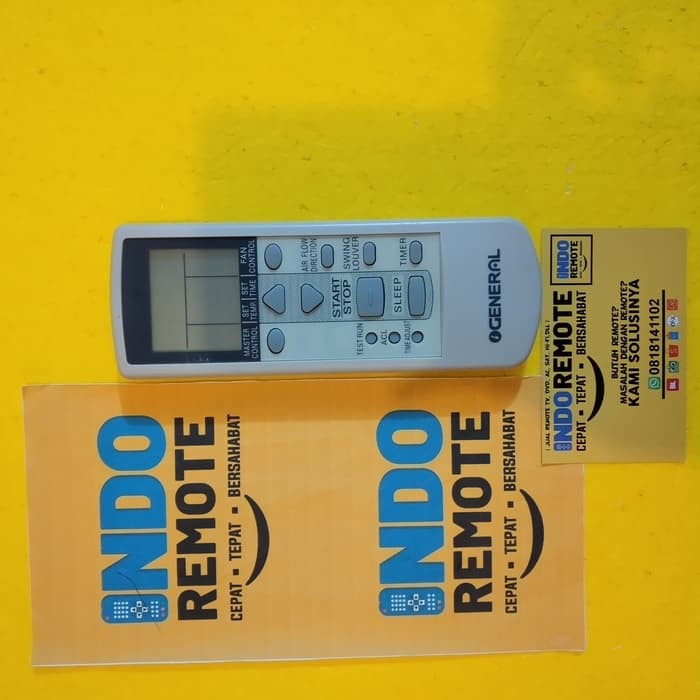 MASTER CONTROL
SET TEMP.
SET TIME
FAN CONTROL
AIR FLOW DIRECTION
SWING LOUVER
START
STOP
TEST RUN
ACL
TIME ADJUST
SLEEP
TIMER
GENERAL
INDO
REMOTE
CEPAT ▪ TEPAT ▪ BERSAHABAT
INDO
REMOTE
CEPAT ▪ TEPAT ▪ BERSAHABAT
INDOREMOTE
CEPAT ▪ TEPAT ▪ BERSAHABAT
INDO
REMOTE
BUTUH REMOTE?
MASALAH DENGAN REMOTE?
KAMI SOLUSINYA
0818141102
BL